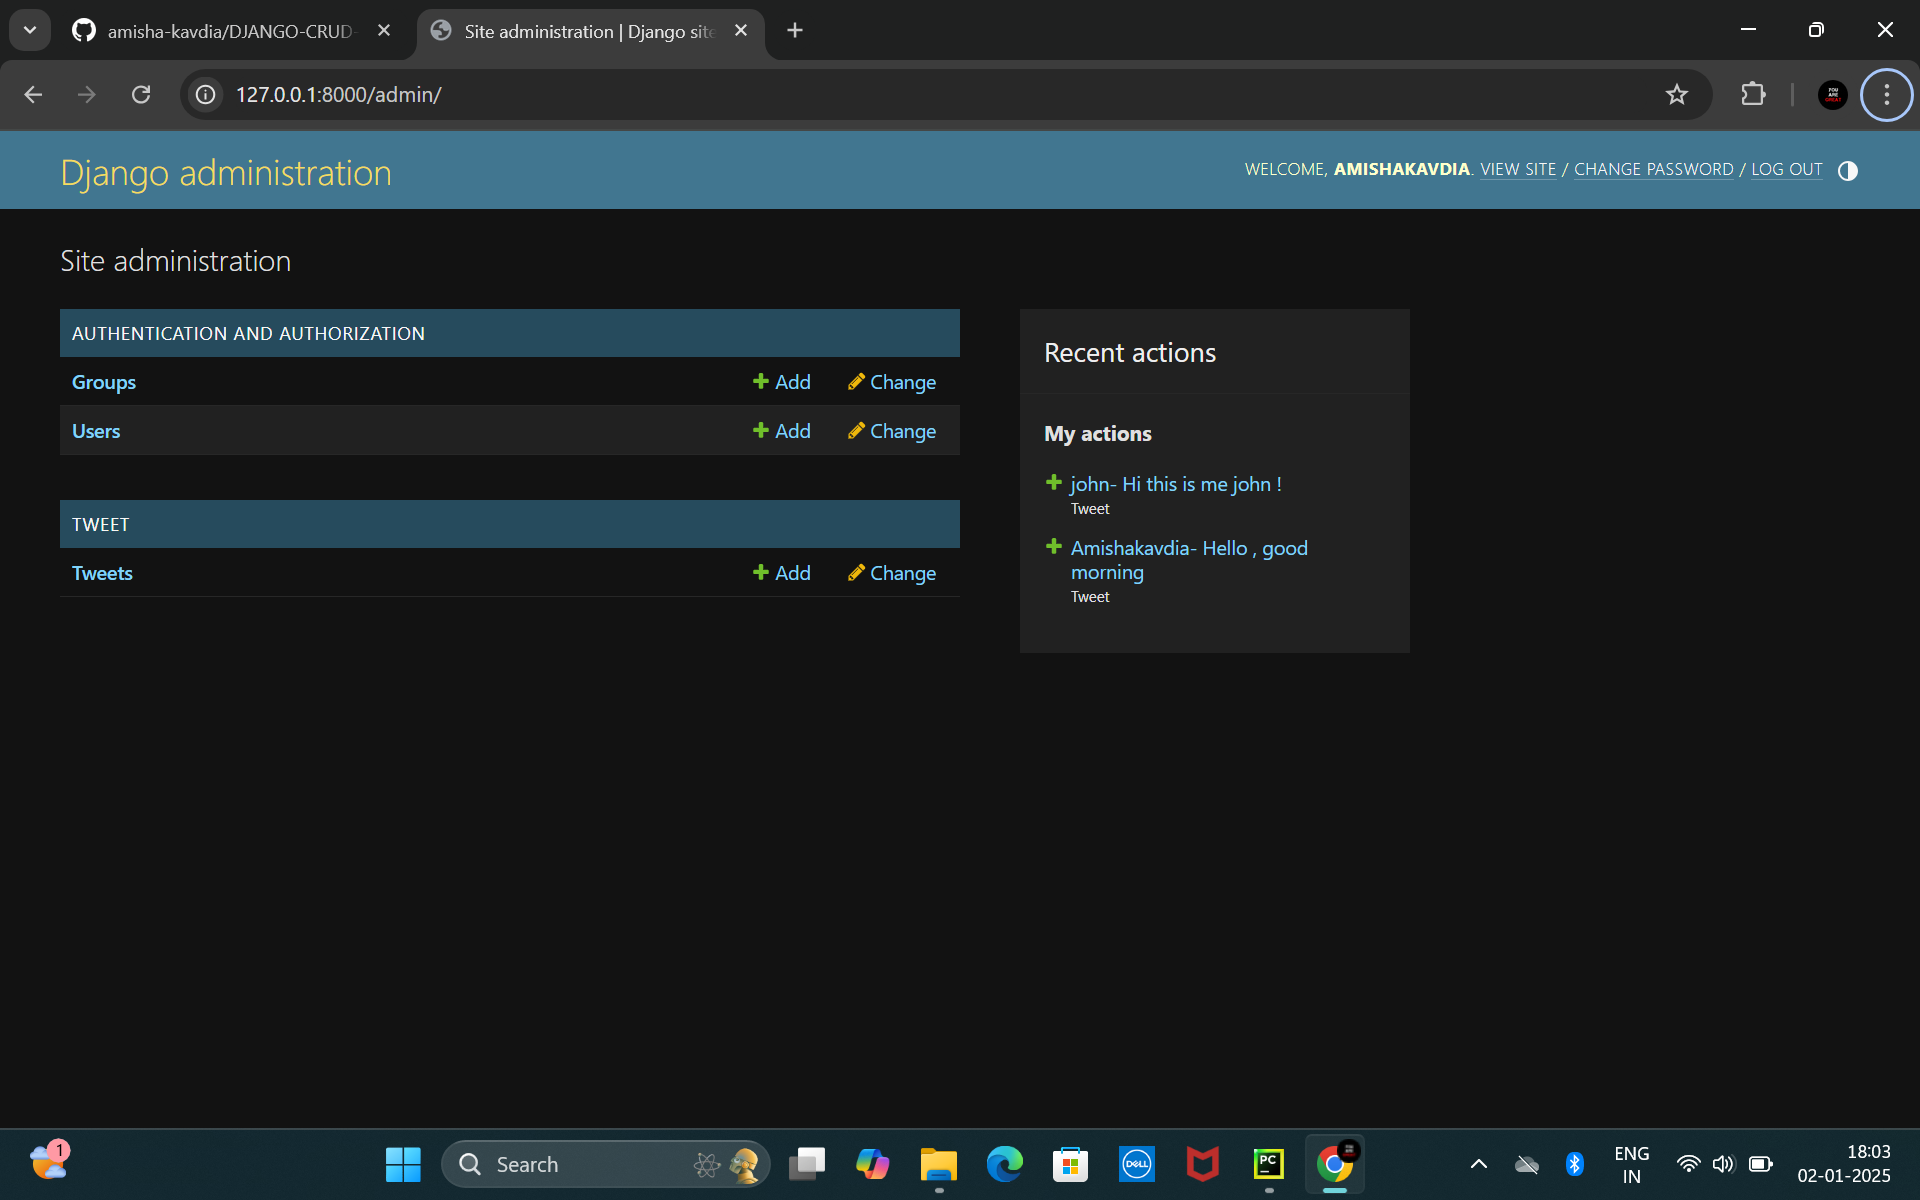 amisha-kavdia/DJANGO-CRUD-
Site administration | Django site
127.0.0.1:8000/admin/
Django administration
WELCOME, AMISHAKAVDIA. VIEW SITE / CHANGE PASSWORD / LOG OUT
Site administration
AUTHENTICATION AND AUTHORIZATION
Groups Add Change
Users Add Change
TWEET
Tweets Add Change
Recent actions
My actions
john- Hi this is me john !
Tweet
Amishakavdia- Hello , good
morning
Tweet
1
Search
DELL
PC
ENG
IN
18:03
02-01-2025